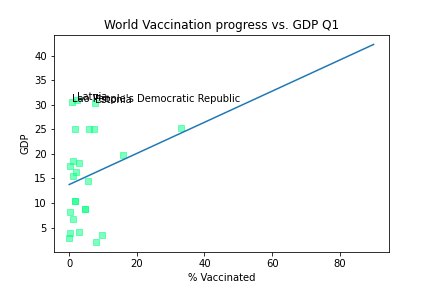 World Vaccination progress vs. GDP Q1
40
35
30
25
20
15
10
5
GDP
Latvia
Lao People's Democratic Republic
Estonia
0
20
40
60
80
% Vaccinated